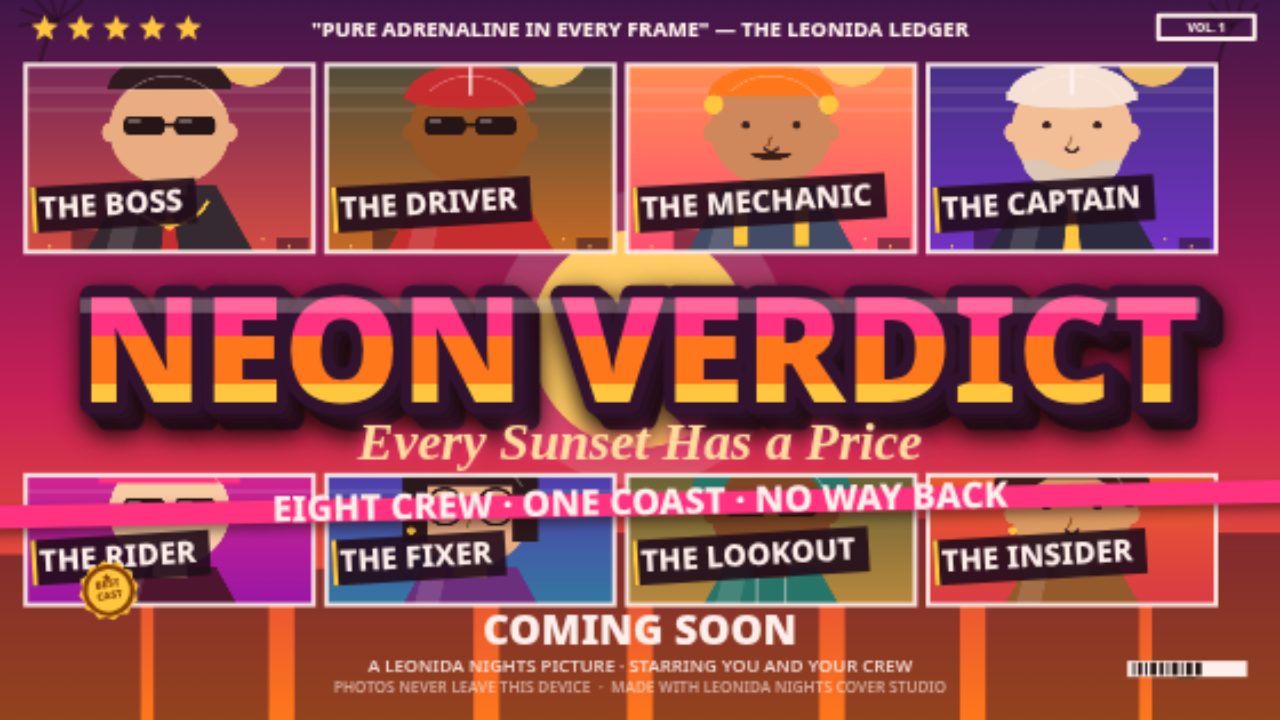 "PURE ADRENALINE IN EVERY FRAME" — THE LEONIDA LEDGER
VOL. 1
THE BOSS
THE DRIVER
THE MECHANIC
THE CAPTAIN
NEON VERDICT
Every Sunset Has a Price
EIGHT CREW · ONE COAST · NO WAY BACK
THE RIDER
THE FIXER
THE LOOKOUT
THE INSIDER
BEST
CAST
COMING SOON
A LEONIDA NIGHTS PICTURE · STARRING YOU AND YOUR CREW
PHOTOS NEVER LEAVE THIS DEVICE · MADE WITH LEONIDA NIGHTS COVER STUDIO